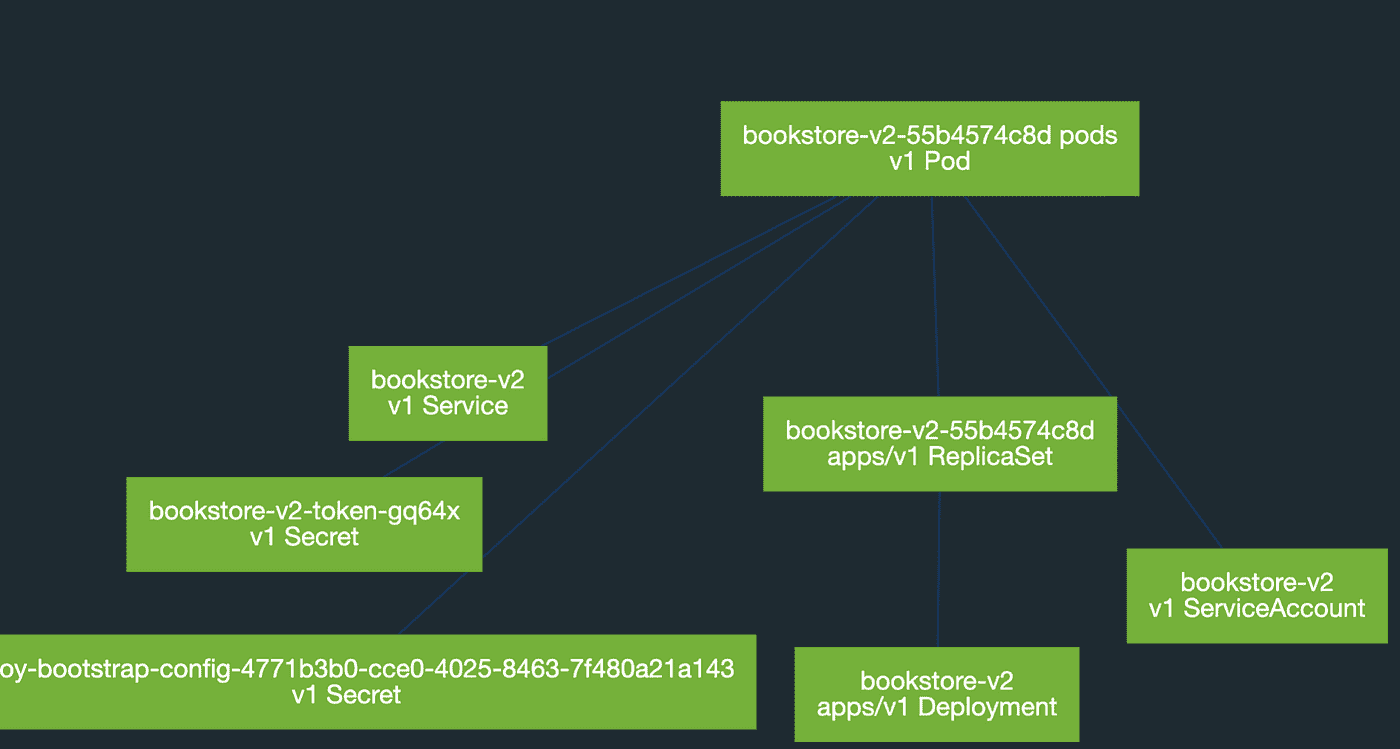 bookstore-v2-55b4574c8d pods
v1 Pod
bookstore-v2
v1 Service
bookstore-v2-55b4574c8d
apps/v1 ReplicaSet
bookstore-v2-token-gq64x
v1 Secret
bookstore-v2
v1 ServiceAccount
oy-bootstrap-config-4771b3b0-cce0-4025-8463-7f480a21a143
v1 Secret
bookstore-v2
apps/v1 Deployment